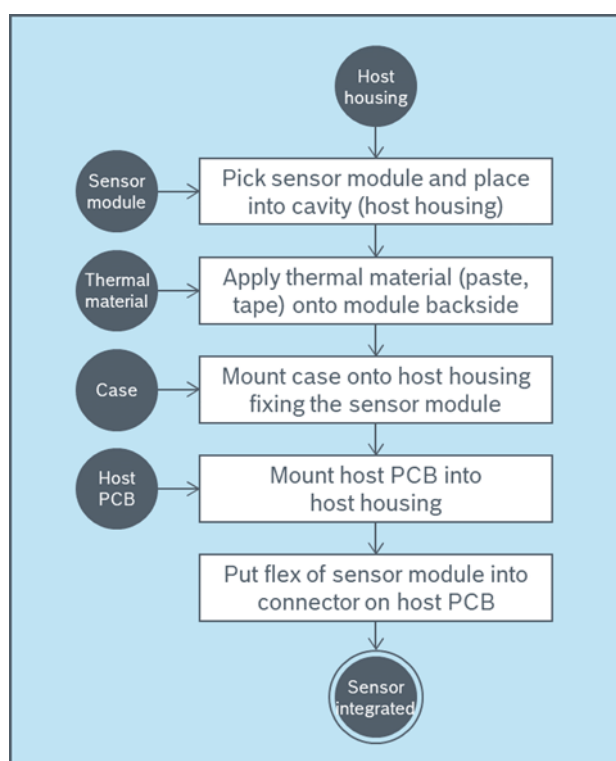 Host
housing
Sensor
module
Pick sensor module and place
into cavity (host housing)
Thermal
material
Apply thermal material (paste,
tape) onto module backside
Case
Mount case onto host housing
fixing the sensor module
Host
PCB
Mount host PCB into
host housing
Put flex of sensor module into
connector on host PCB
Sensor
integrated